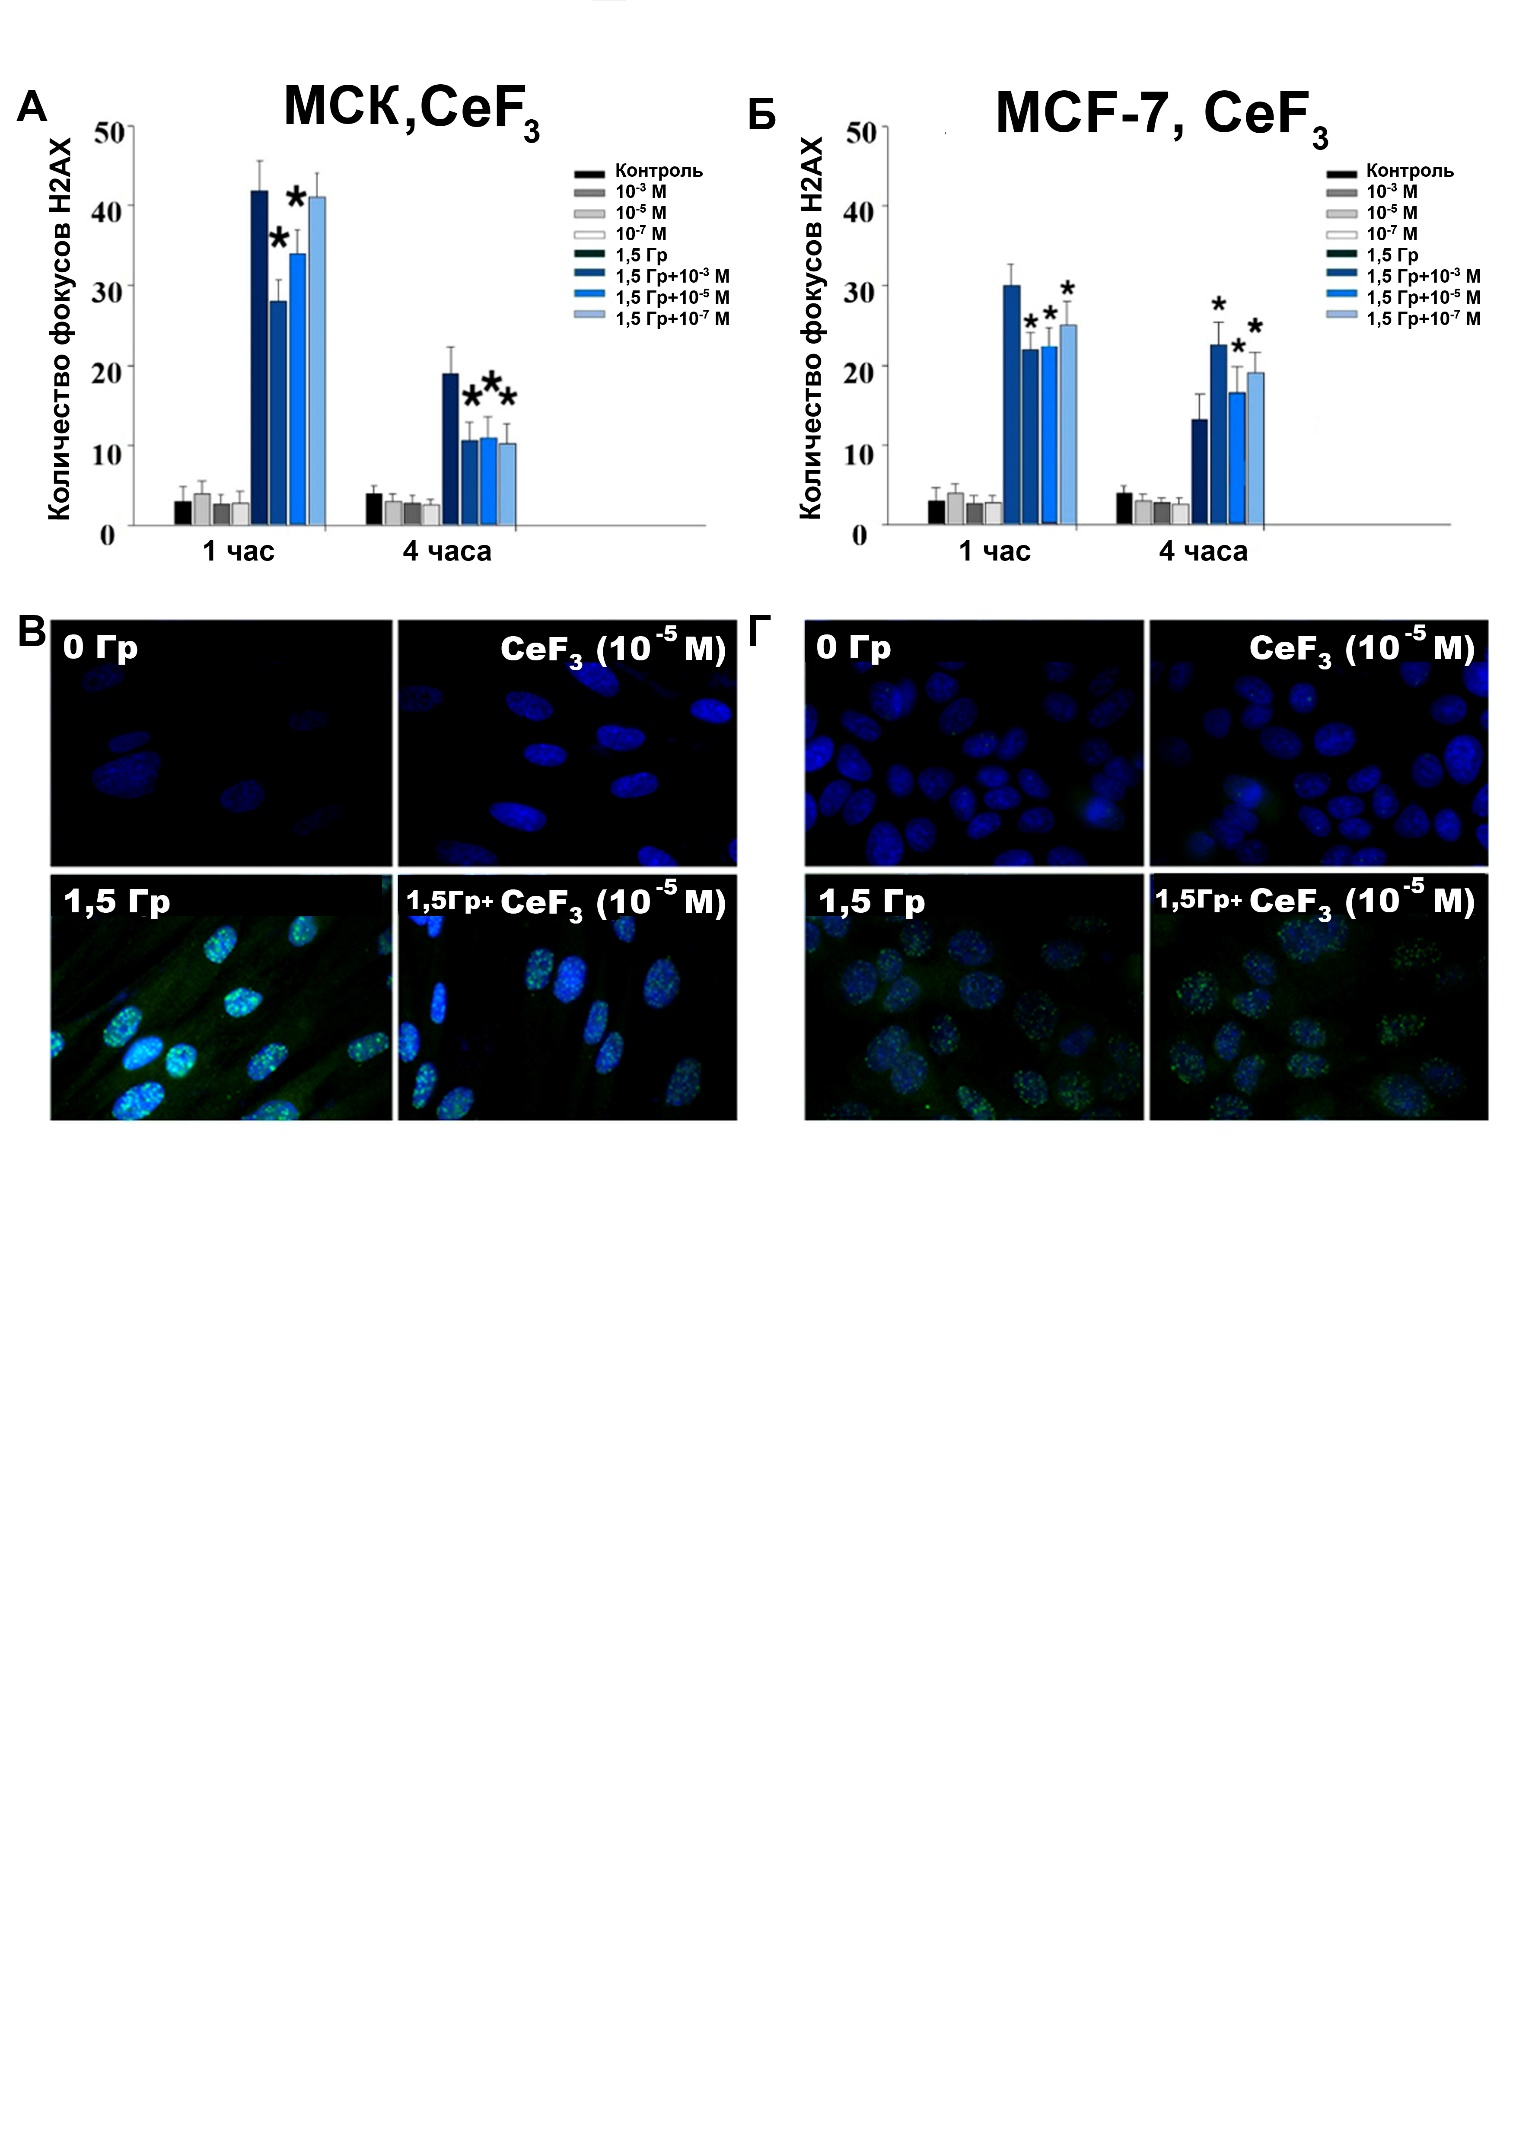 А
МСК,CeF3
Количество фокусов H2AX
50
40
30
20
10
0
1 час
4 часа
Контроль
10-3 М
10-5 М
10-7 М
1,5 Гр
1,5 Гр+10-3 М
1,5 Гр+10-5 М
1,5 Гр+10-7 М
Б
MCF-7, CeF3
Количество фокусов H2AX
50
40
30
20
10
0
1 час
4 часа
Контроль
10-3 М
10-5 М
10-7 М
1,5 Гр
1,5 Гр+10-3 М
1,5 Гр+10-5 М
1,5 Гр+10-7 М
В
0 Гр
CeF3 (10-5 М)
1,5 Гр
1,5Гр+ CeF3 (10-5 М)
Г
0 Гр
CeF3 (10-5 М)
1,5 Гр
1,5Гр+ CeF3 (10-5 М)